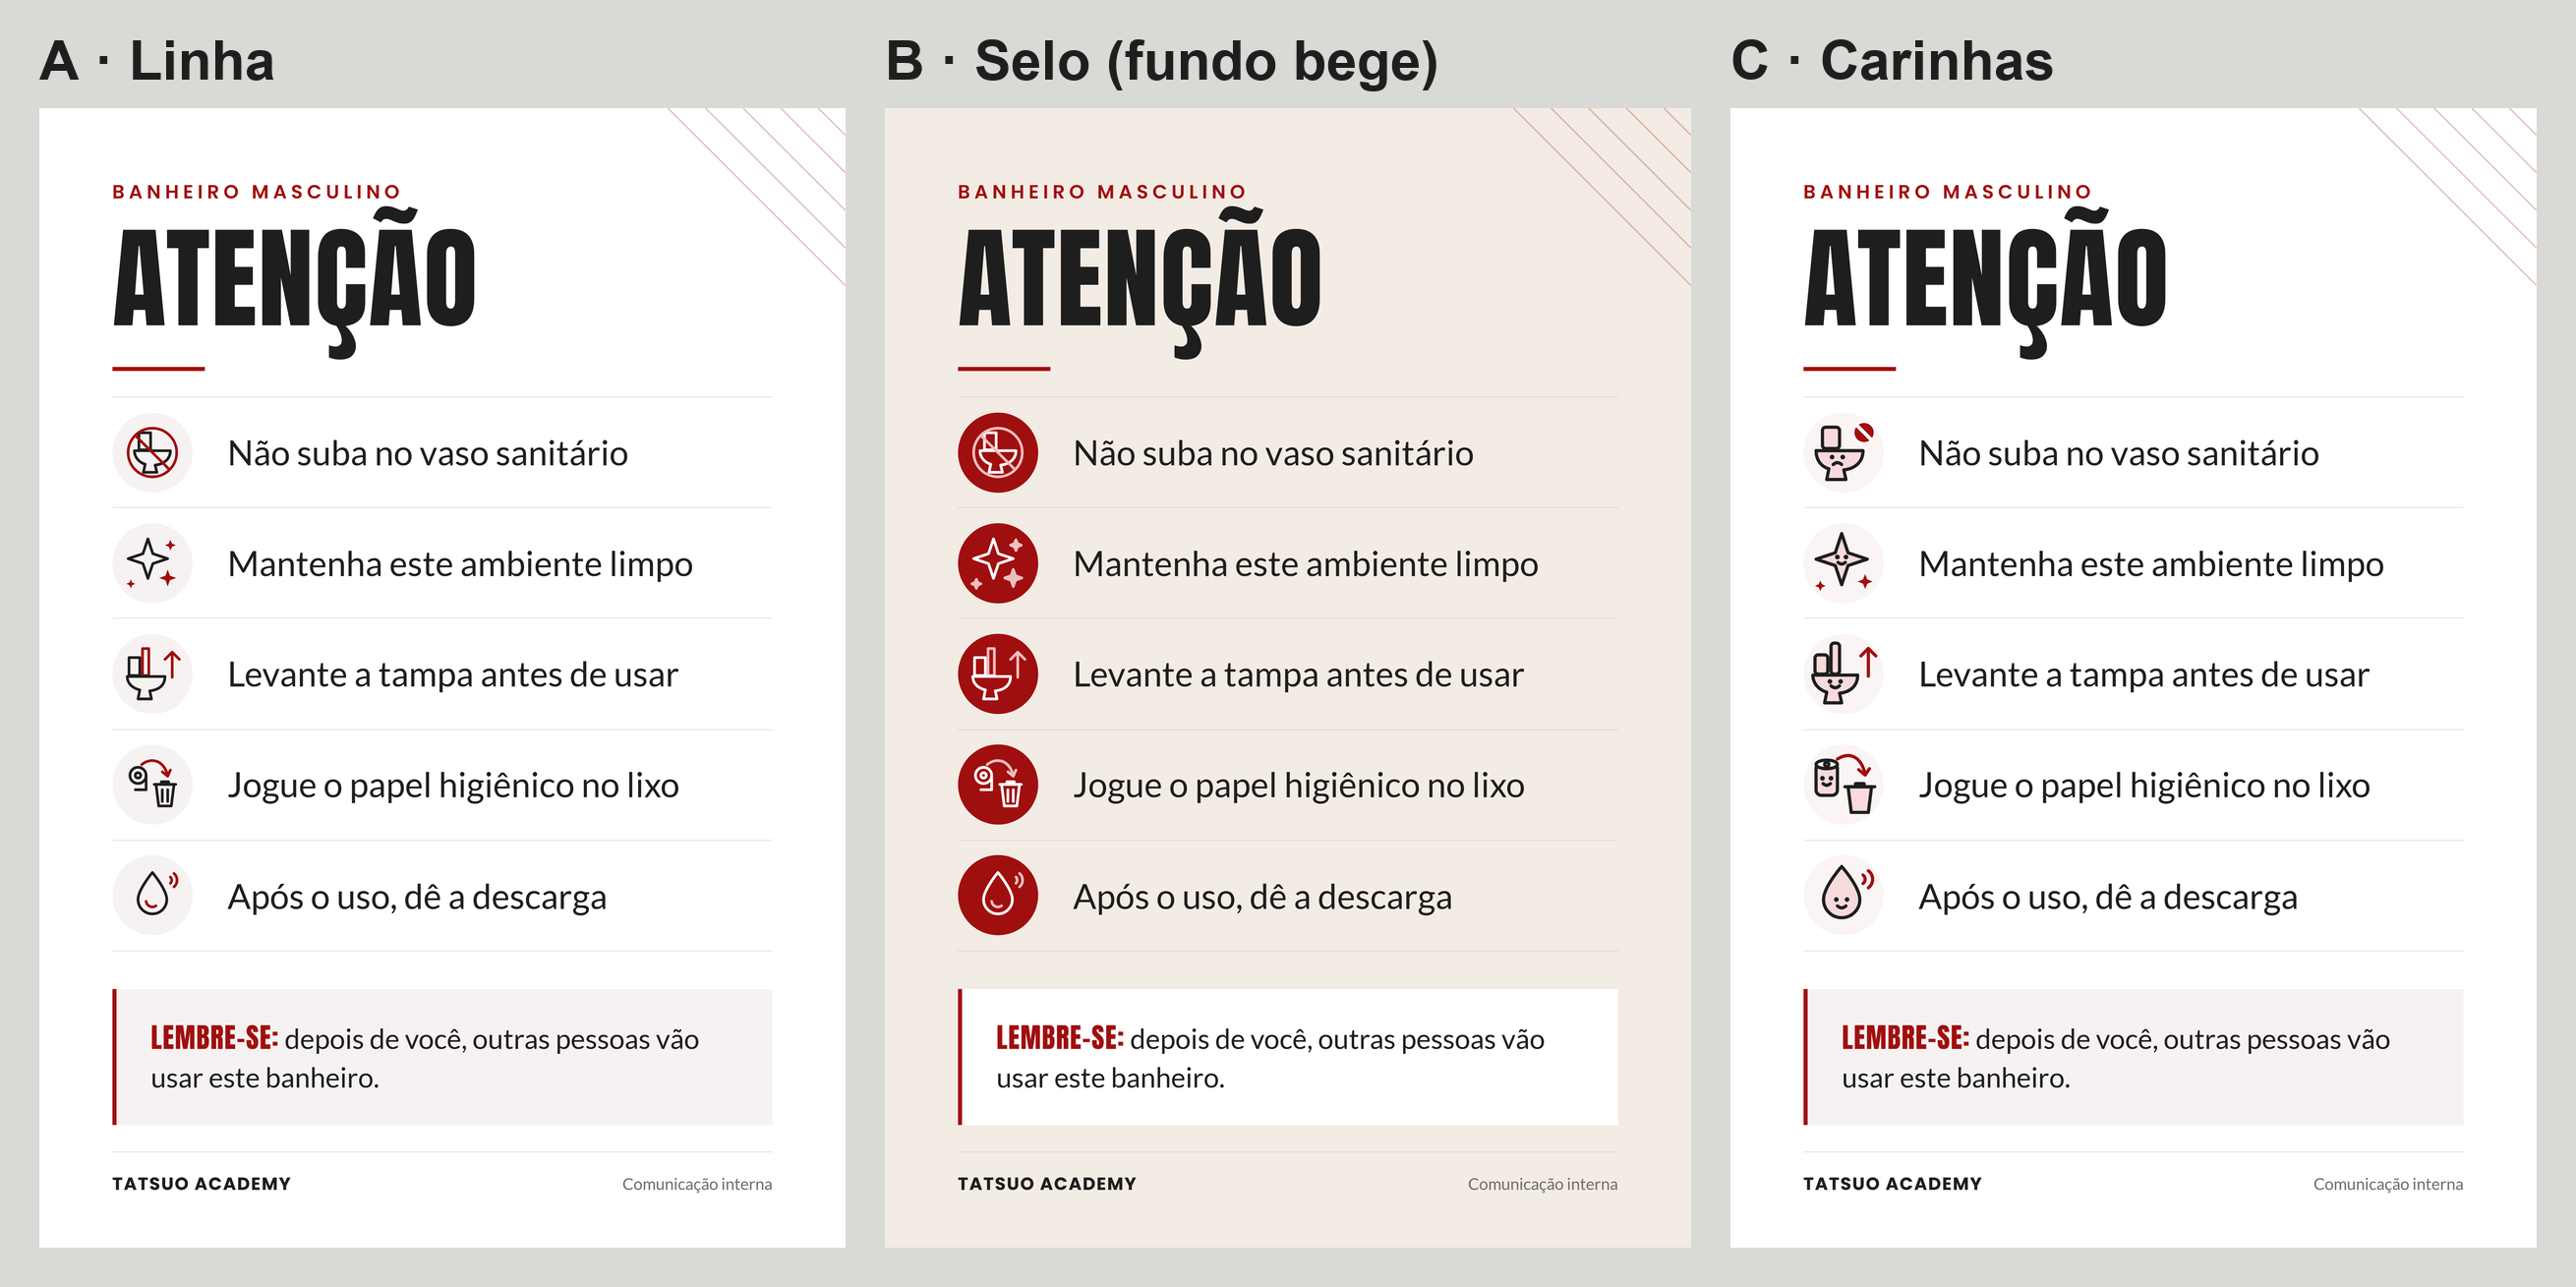 A · Linha
BANHEIRO MASCULINO
ATENÇÃO
Não suba no vaso sanitário
Mantenha este ambiente limpo
Levante a tampa antes de usar
Jogue o papel higiênico no lixo
Após o uso, dê a descarga
LEMBRE-SE: depois de você, outras pessoas vão
usar este banheiro.
TATSUO ACADEMY
Comunicação interna
B · Selo (fundo bege)
BANHEIRO MASCULINO
ATENÇÃO
Não suba no vaso sanitário
Mantenha este ambiente limpo
Levante a tampa antes de usar
Jogue o papel higiênico no lixo
Após o uso, dê a descarga
LEMBRE-SE: depois de você, outras pessoas vão
usar este banheiro.
TATSUO ACADEMY
Comunicação interna
C · Carinhas
BANHEIRO MASCULINO
ATENÇÃO
Não suba no vaso sanitário
Mantenha este ambiente limpo
Levante a tampa antes de usar
Jogue o papel higiênico no lixo
Após o uso, dê a descarga
LEMBRE-SE: depois de você, outras pessoas vão
usar este banheiro.
TATSUO ACADEMY
Comunicação interna